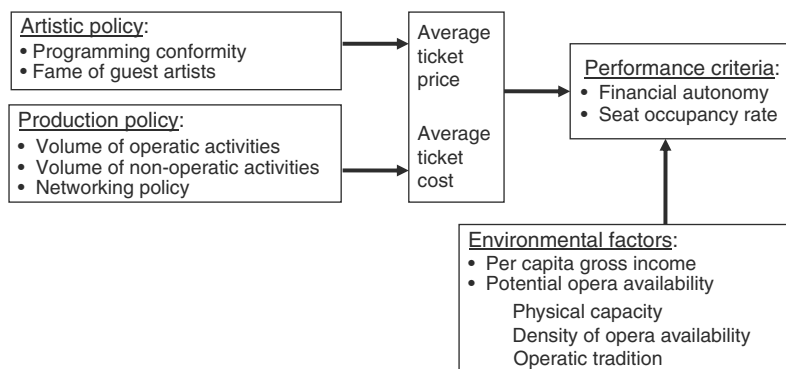 Artistic policy:
• Programming conformity
• Fame of guest artists
Production policy:
• Volume of operatic activities
• Volume of non-operatic activities
• Networking policy
Average
ticket
price
Average
ticket
cost
Performance criteria:
• Financial autonomy
• Seat occupancy rate
Environmental factors:
• Per capita gross income
• Potential opera availability
Physical capacity
Density of opera availability
Operatic tradition